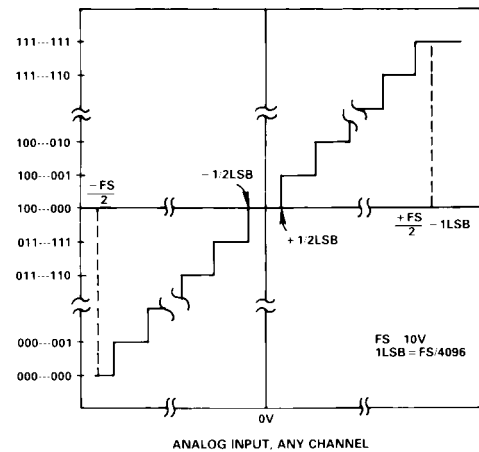 111---111
111---110
100---010
100---001
-FS
2
-1/2LSB
100---000
+1/2LSB
+FS
2
-1LSB
011---111
011---110
000---001
000---000
FS 10V
1LSB = FS/4096
0V
ANALOG INPUT, ANY CHANNEL